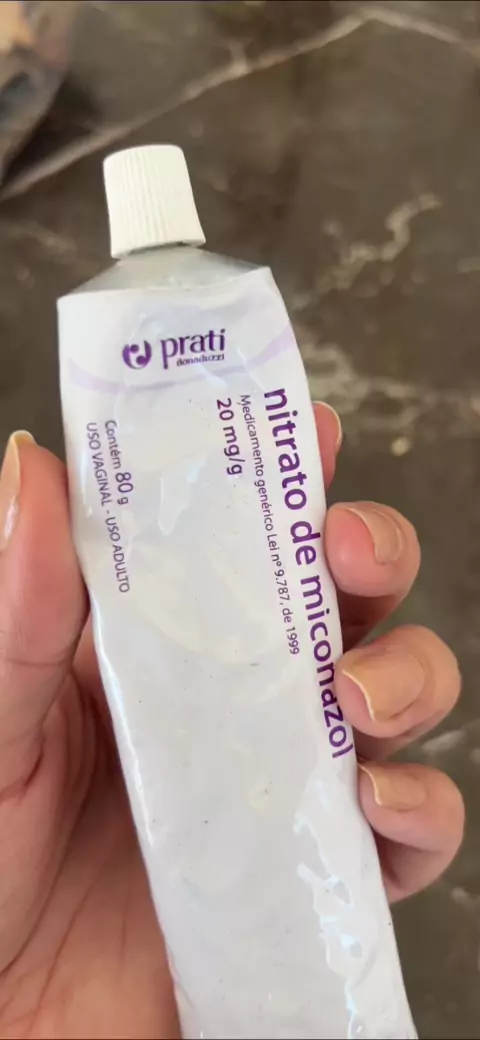 prati
donaduzzi
nitrato de miconazol
Medicamento genérico Lei nº 9.787, de 1999
20 mg/g
Contém 80 g
USO VAGINAL - USO ADULTO